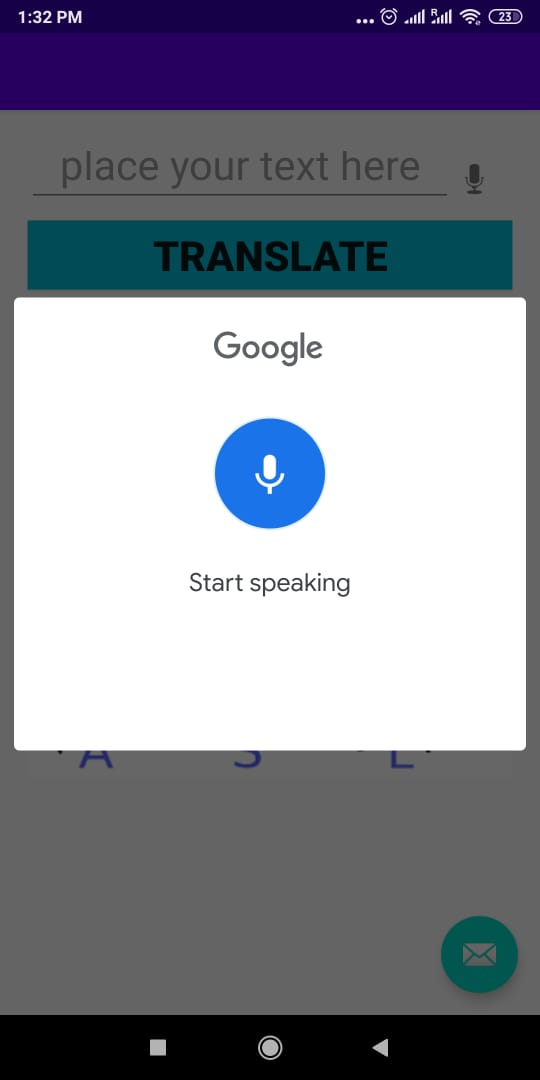 1:32 PM
R
23
place your text here
TRANSLATE
Google
Start speaking
A S L